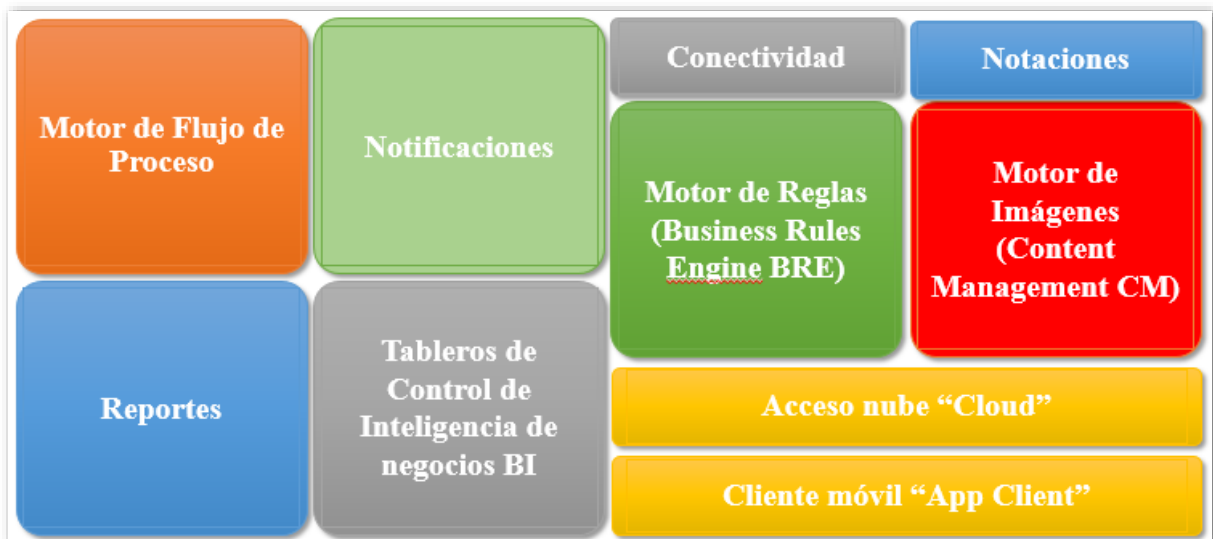 Motor de Flujo de
Proceso
Notificaciones
Conectividad
Notaciones
Motor de Reglas
(Business Rules
Engine BRE)
Motor de
Imágenes
(Content
Management CM)
Reportes
Tableros de
Control de
Inteligencia de
negocios BI
Acceso nube “Cloud”
Cliente móvil “App Client”